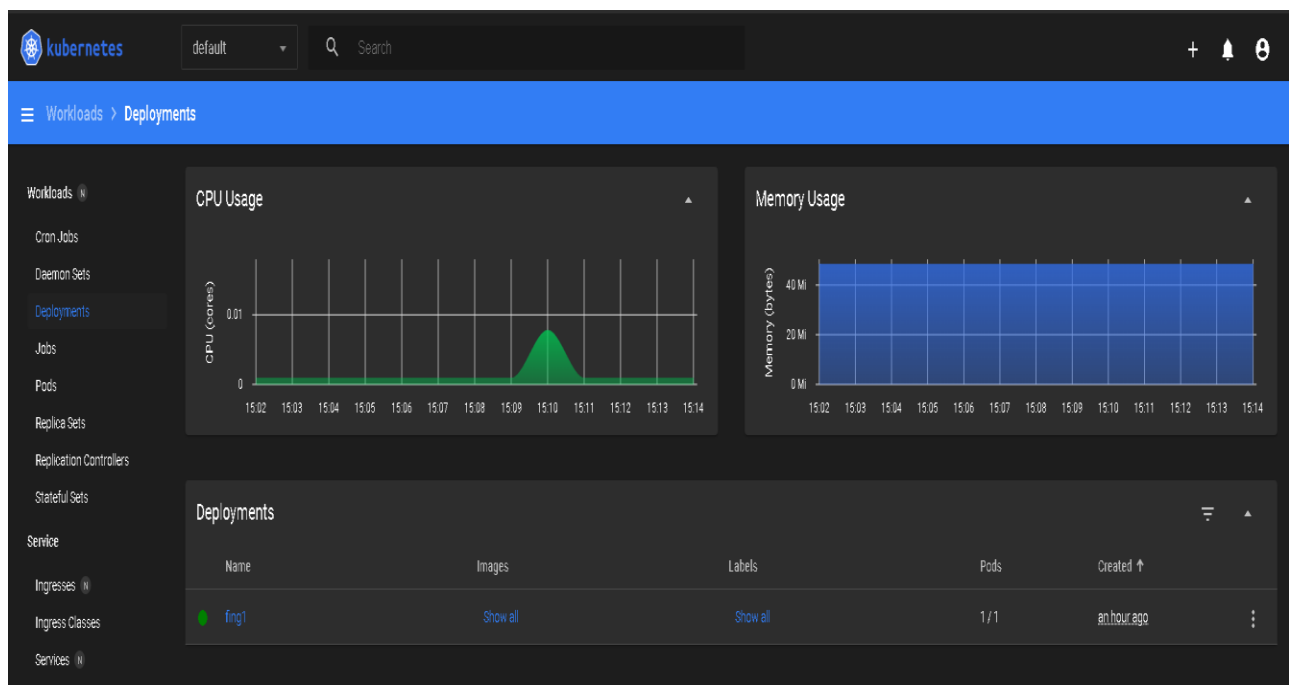 kubernetes
default
Search
Workloads > Deployments
Workloads N
Cron Jobs
Daemon Sets
Deployments
Jobs
Pods
Replica Sets
Replication Controllers
Stateful Sets
Service
Ingresses N
Ingress Classes
Services N
CPU Usage
CPU (cores)
0.01
0
15:02 15:03 15:04 15:05 15:06 15:07 15:08 15:09 15:10 15:11 15:12 15:13 15:14
Memory Usage
Memory (bytes)
40 Mi
20 Mi
0 Mi
15:02 15:03 15:04 15:05 15:06 15:07 15:08 15:09 15:10 15:11 15:12 15:13 15:14
Deployments
Name Images Labels Pods Created ↑
fing1 Show all Show all 1 / 1 an hour ago